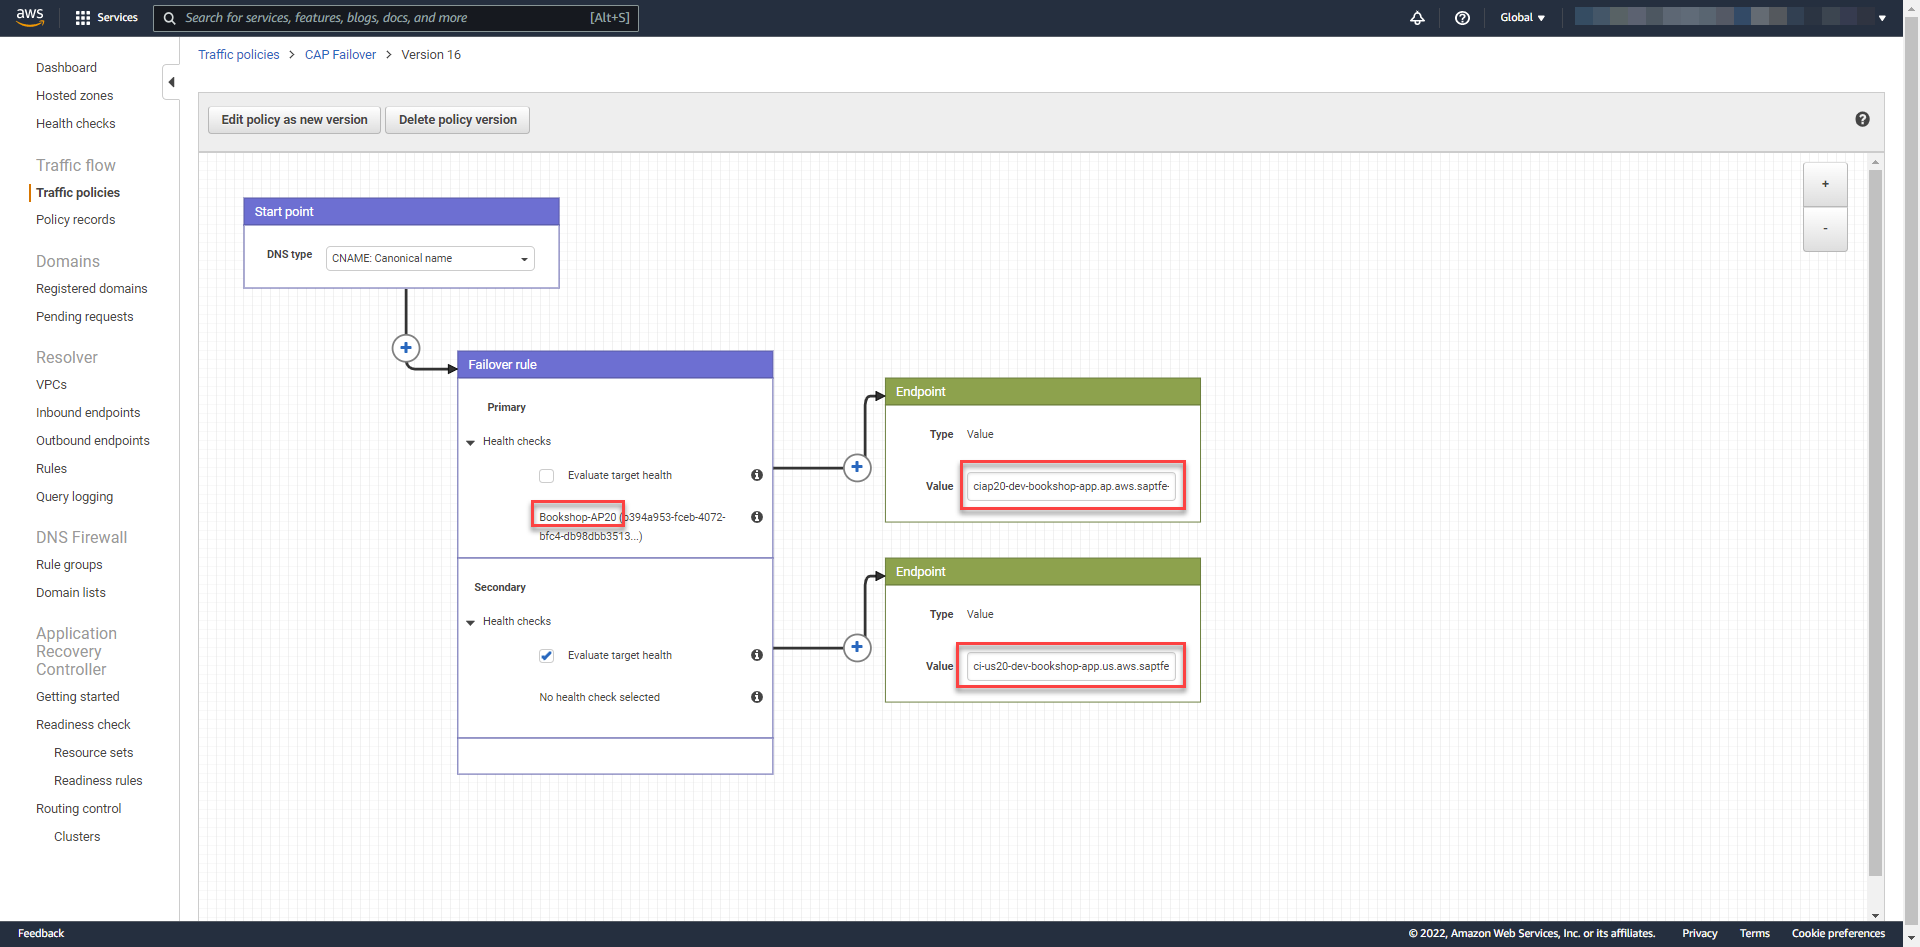 aws
Services
Search for services, features, blogs, docs, and more
[Alt+S]
Global
Traffic policies > CAP Failover > Version 16
Dashboard
Hosted zones
Health checks
Traffic flow
Traffic policies
Policy records
Domains
Registered domains
Pending requests
Resolver
VPCs
Inbound endpoints
Outbound endpoints
Rules
Query logging
DNS Firewall
Rule groups
Domain lists
Application
Recovery
Controller
Getting started
Readiness check
Resource sets
Readiness rules
Routing control
Clusters
Edit policy as new version
Delete policy version
+
-
Start point
DNS type
CNAME: Canonical name
Failover rule
Primary
Health checks
Evaluate target health
Bookshop-AP20 (b394a953-fceb-4072-
bfc4-db98dbb3513...)
Secondary
Health checks
Evaluate target health
No health check selected
Endpoint
Type Value
Value ciap20-dev-bookshop-app.ap.aws.saptfe-
Endpoint
Type Value
Value ci-us20-dev-bookshop-app.us.aws.saptfe
Feedback
© 2022, Amazon Web Services, Inc. or its affiliates.
Privacy
Terms
Cookie preferences